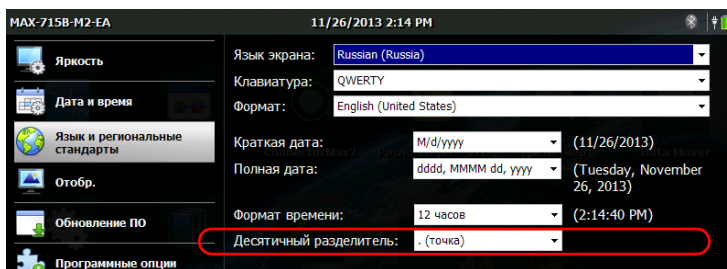 MAX-715B-M2-EA 11/26/2013 2:14 PM
Яркость
Дата и время
Язык и региональные
стандарты
Отобр.
Обновление ПО
Программные опции
Язык экрана: Russian (Russia)
Клавиатура: QWERTY
Формат: English (United States)
Краткая дата: M/d/yyyy (11/26/2013)
Полная дата: dddd, MMMM dd, yyyy (Tuesday, November
26, 2013)
Формат времени: 12 часов (2:14:40 PM)
Десятичный разделитель: . (точка)